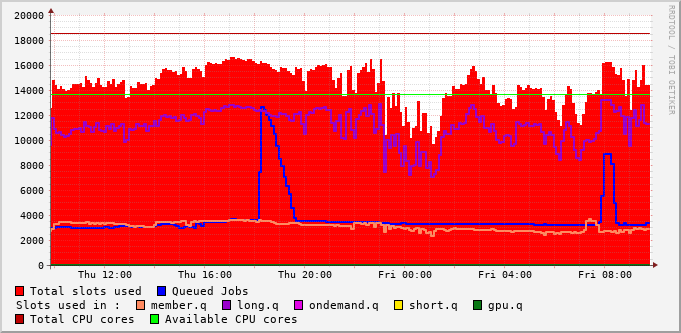 20000
18000
16000
14000
12000
10000
8000
6000
4000
2000
0
Thu 12:00 Thu 16:00 Thu 20:00 Fri 00:00 Fri 04:00 Fri 08:00
Total slots used Queued Jobs
Slots used in : member.q long.q ondemand.q short.q gpu.q
Total CPU cores Available CPU cores
RRDTOOL / TOBI OETIKER